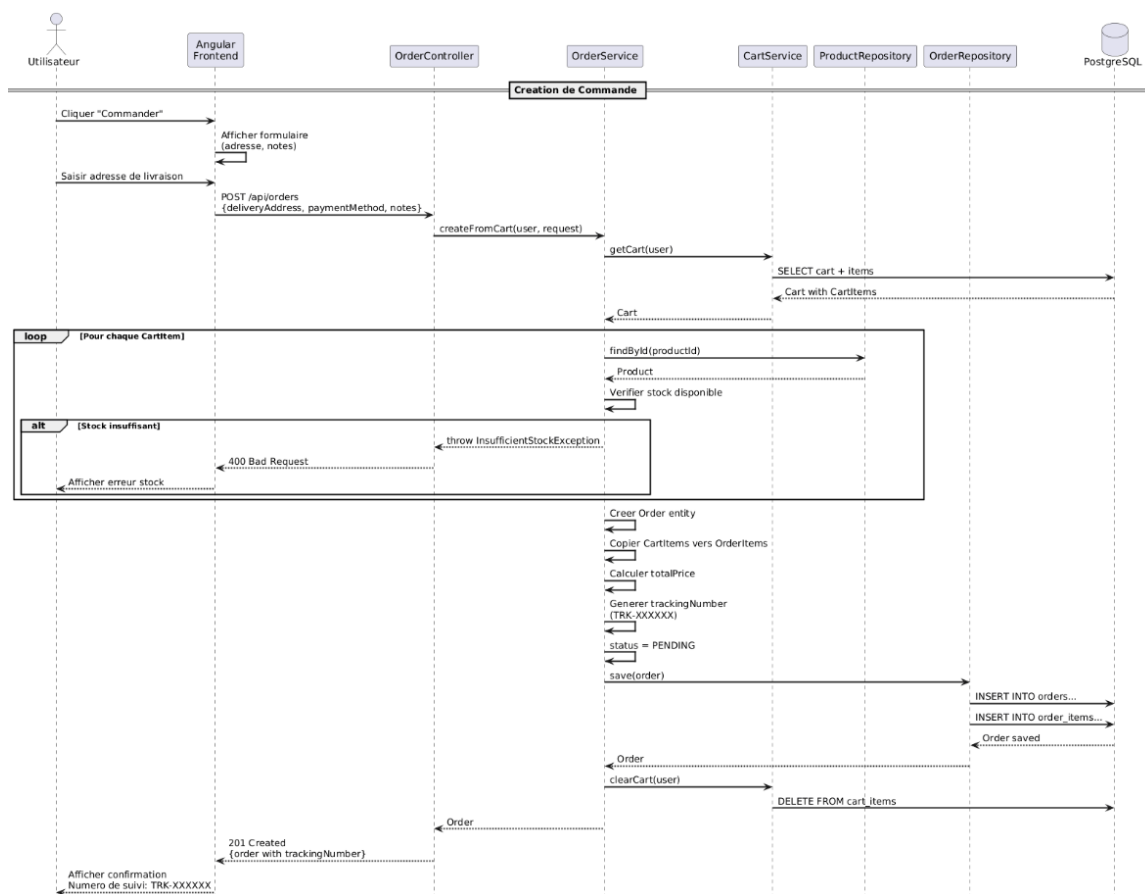 Utilisateur
Angular
Frontend
OrderController
OrderService
CartService
ProductRepository
OrderRepository
PostgreSQL
Creation de Commande
Cliquer "Commander"
Afficher formulaire
(adresse, notes)
Saisir adresse de livraison
POST /api/orders
{deliveryAddress, paymentMethod, notes}
createFromCart(user, request)
getCart(user)
SELECT cart + items
Cart with CartItems
Cart
loop [Pour chaque CartItem]
findById(productId)
Product
Verifier stock disponible
alt [Stock insuffisant]
throw InsufficientStockException
400 Bad Request
Afficher erreur stock
Creer Order entity
Copier CartItems vers OrderItems
Calculer totalPrice
Generer trackingNumber
(TRK-XXXXXX)
status = PENDING
save(order)
INSERT INTO orders...
INSERT INTO order_items...
Order saved
Order
clearCart(user)
DELETE FROM cart_items
Order
201 Created
{order with trackingNumber}
Afficher confirmation
Numero de suivi: TRK-XXXXXX